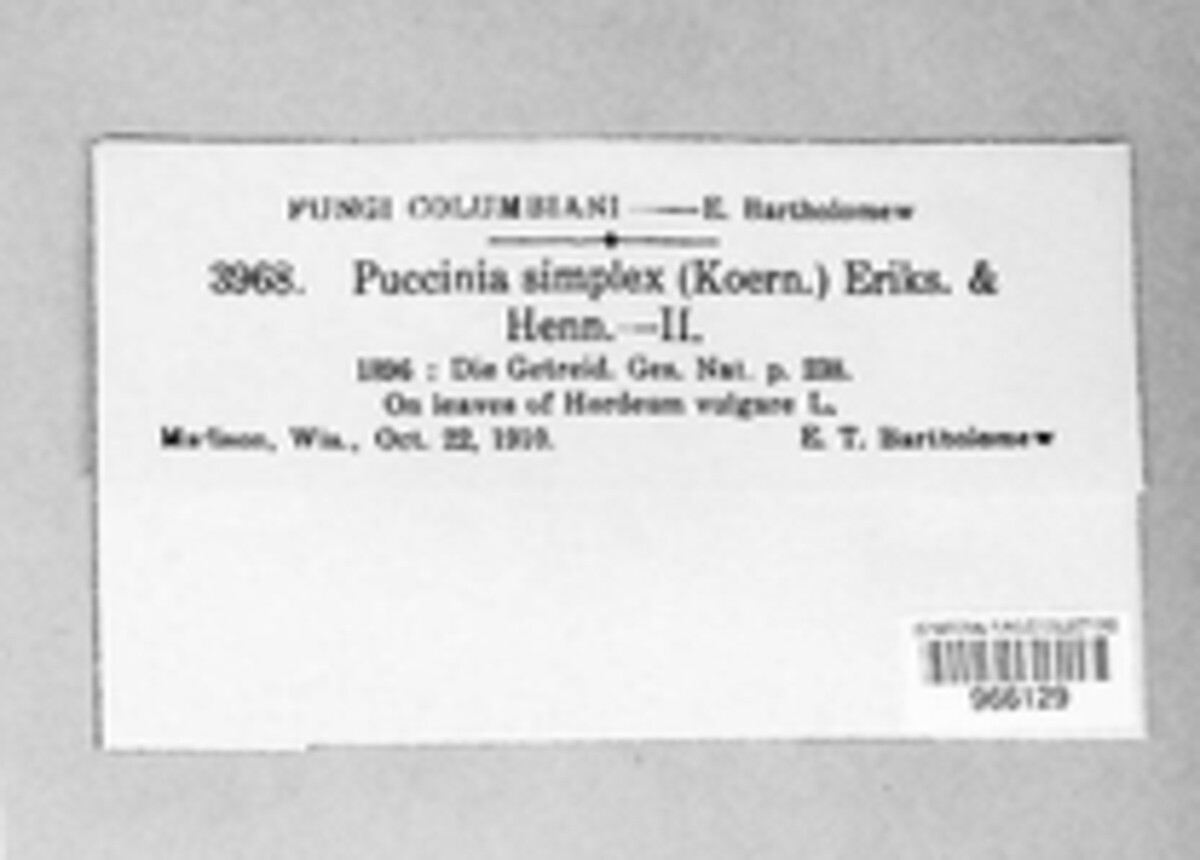 FUNGI COLUMBIANI — E. Bartholomew
3968. Puccinia simplex (Koern.) Eriks. &
Henn.—II.
1896 : Die Getreid. Ges. Nat. p. 238.
On leaves of Hordeum vulgare L.
Madison, Wis., Oct. 22, 1910. E. T. Bartholomew
966129